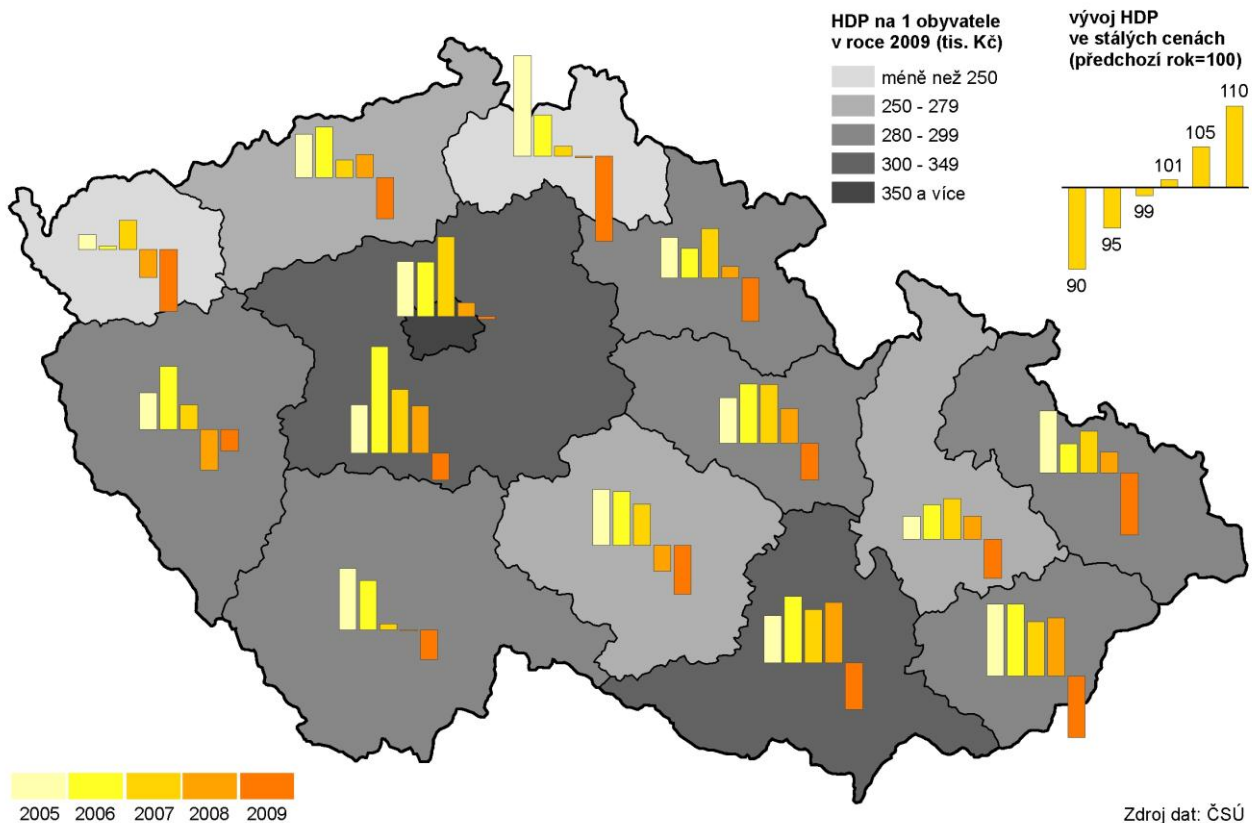 HDP na 1 obyvatele
v roce 2009 (tis. Kč)
méně než 250
250 - 279
280 - 299
300 - 349
350 a více
vývoj HDP
ve stálých cenách
(předchozí rok=100)
110
105
101
99
95
90
2005 2006 2007 2008 2009
Zdroj dat: ČSÚ